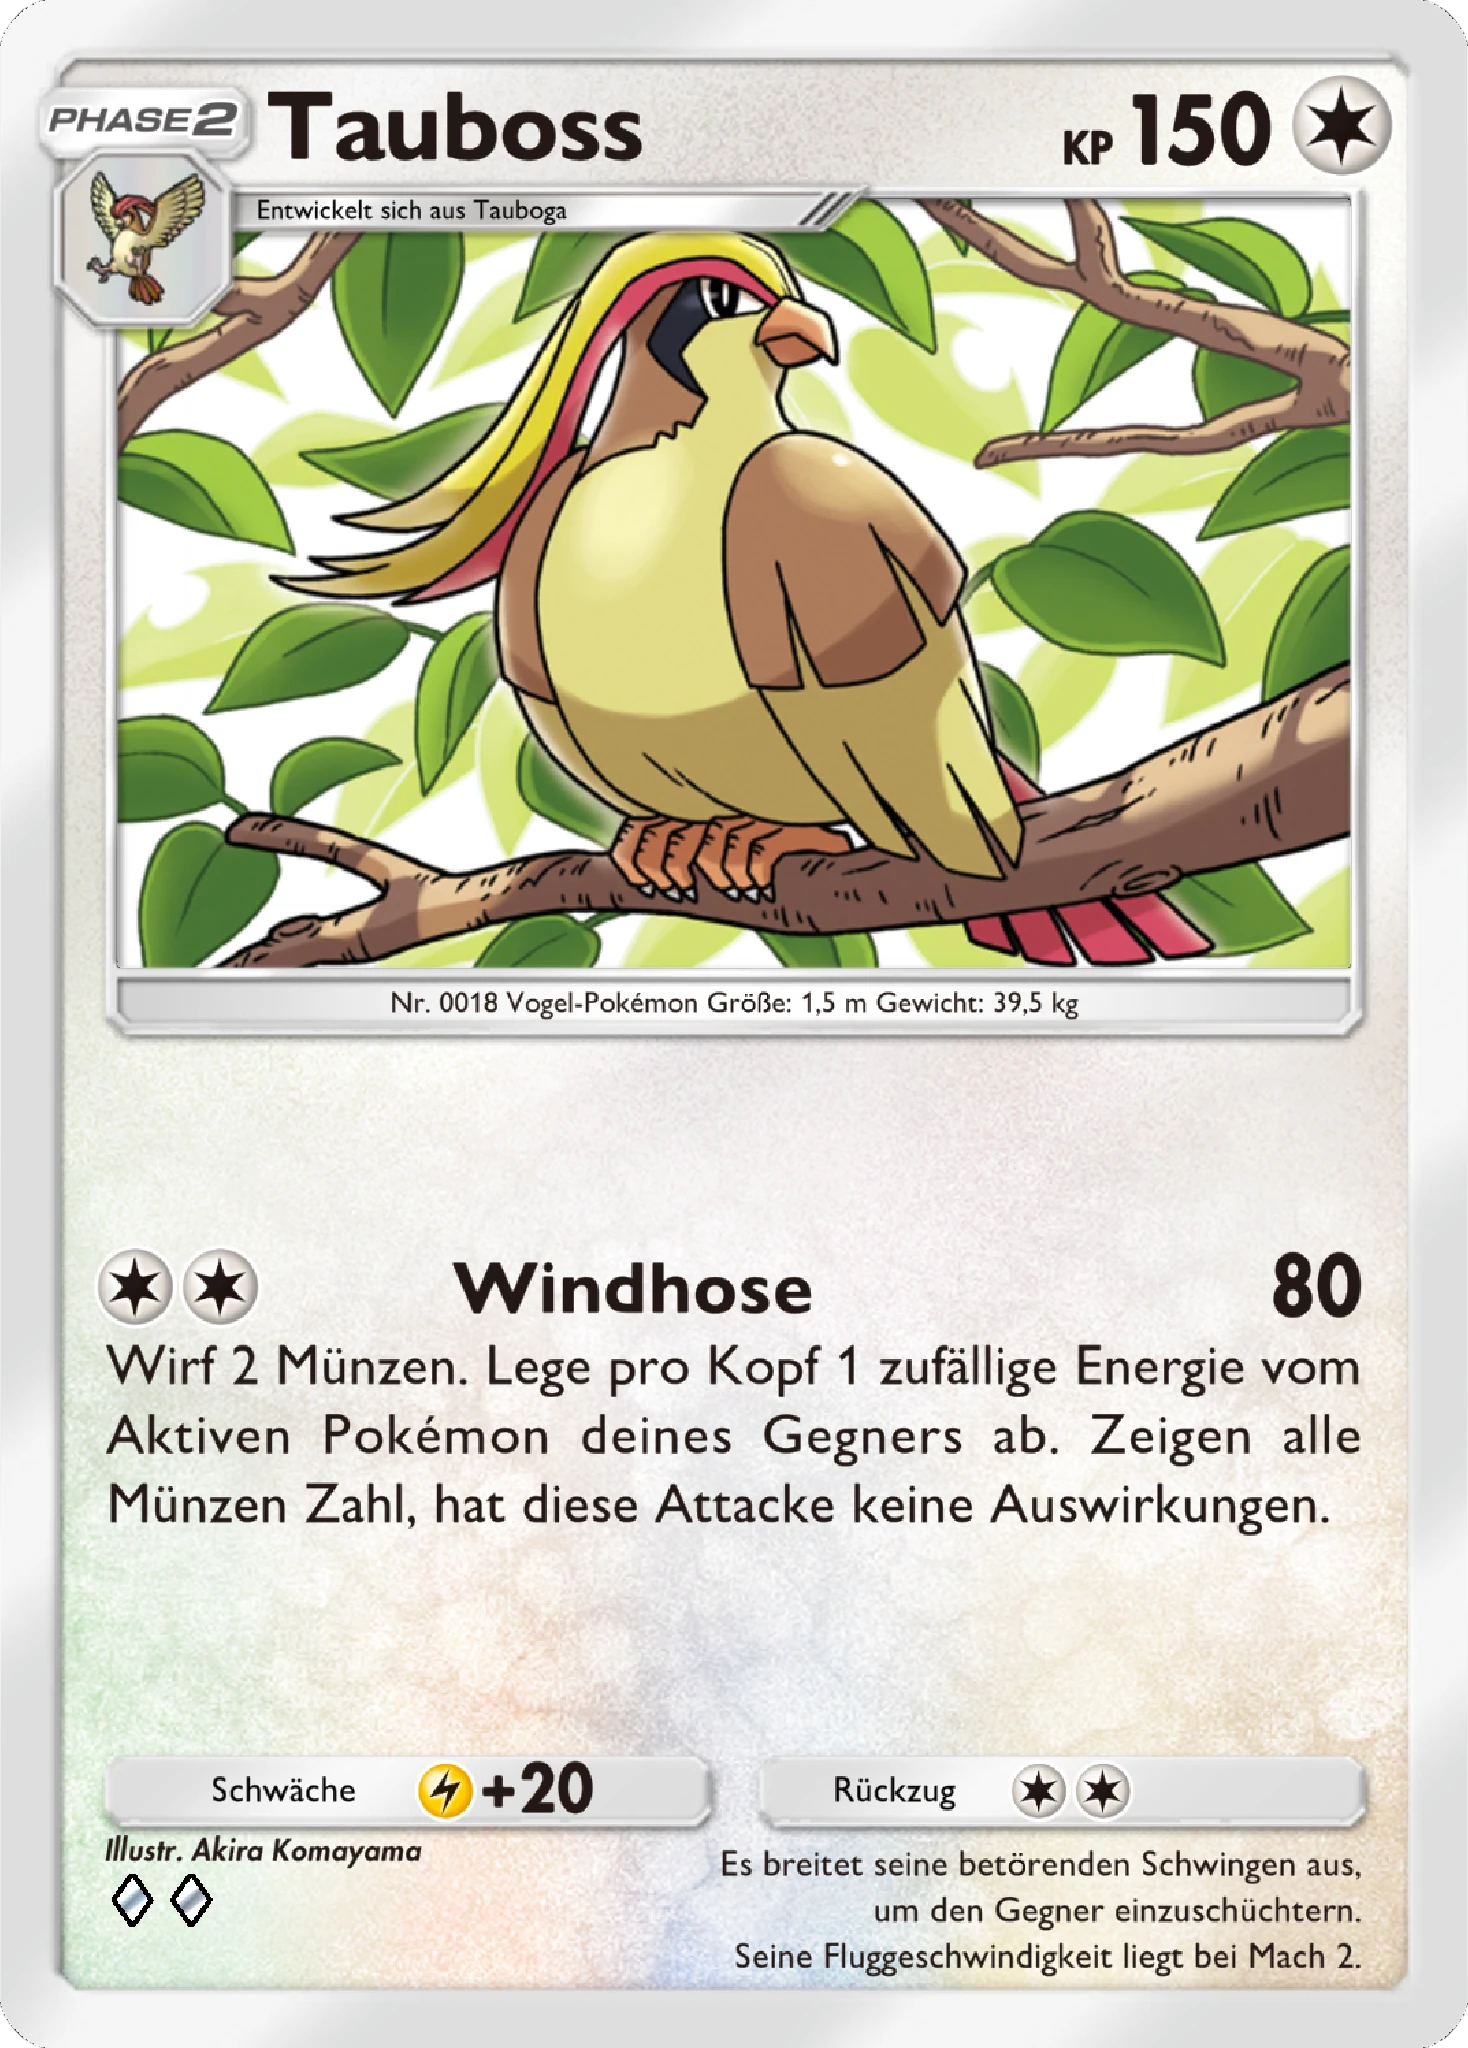 PHASE2
Tauboss
KP 150
Entwickelt sich aus Tauboga
Nr. 0018 Vogel-Pokémon Größe: 1,5 m Gewicht: 39,5 kg
Windhose 80
Wirf 2 Münzen. Lege pro Kopf 1 zufällige Energie vom
Aktiven Pokémon deines Gegners ab. Zeigen alle
Münzen Zahl, hat diese Attacke keine Auswirkungen.
Schwäche +20
Rückzug
Illustr. Akira Komayama
Es breitet seine betörenden Schwingen aus,
um den Gegner einzuschüchtern.
Seine Fluggeschwindigkeit liegt bei Mach 2.